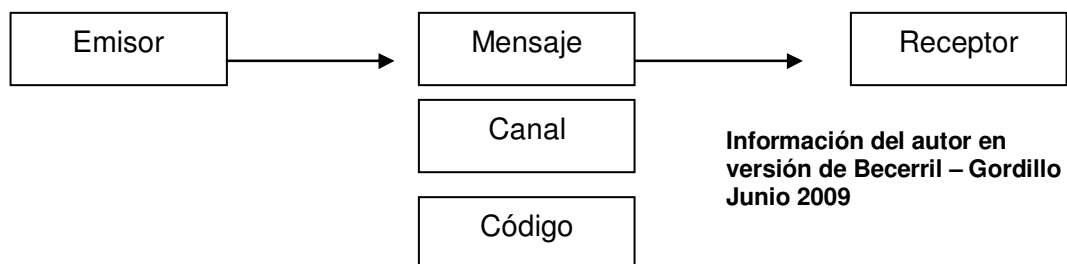 Emisor
Mensaje
Receptor
Canal
Código
Información del autor en
versión de Becerril – Gordillo
Junio 2009